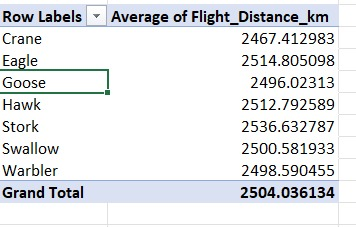 Row Labels Average of Flight_Distance_km
Crane 2467.412983
Eagle 2514.805098
Goose 2496.02313
Hawk 2512.792589
Stork 2536.632787
Swallow 2500.581933
Warbler 2498.590455
Grand Total 2504.036134